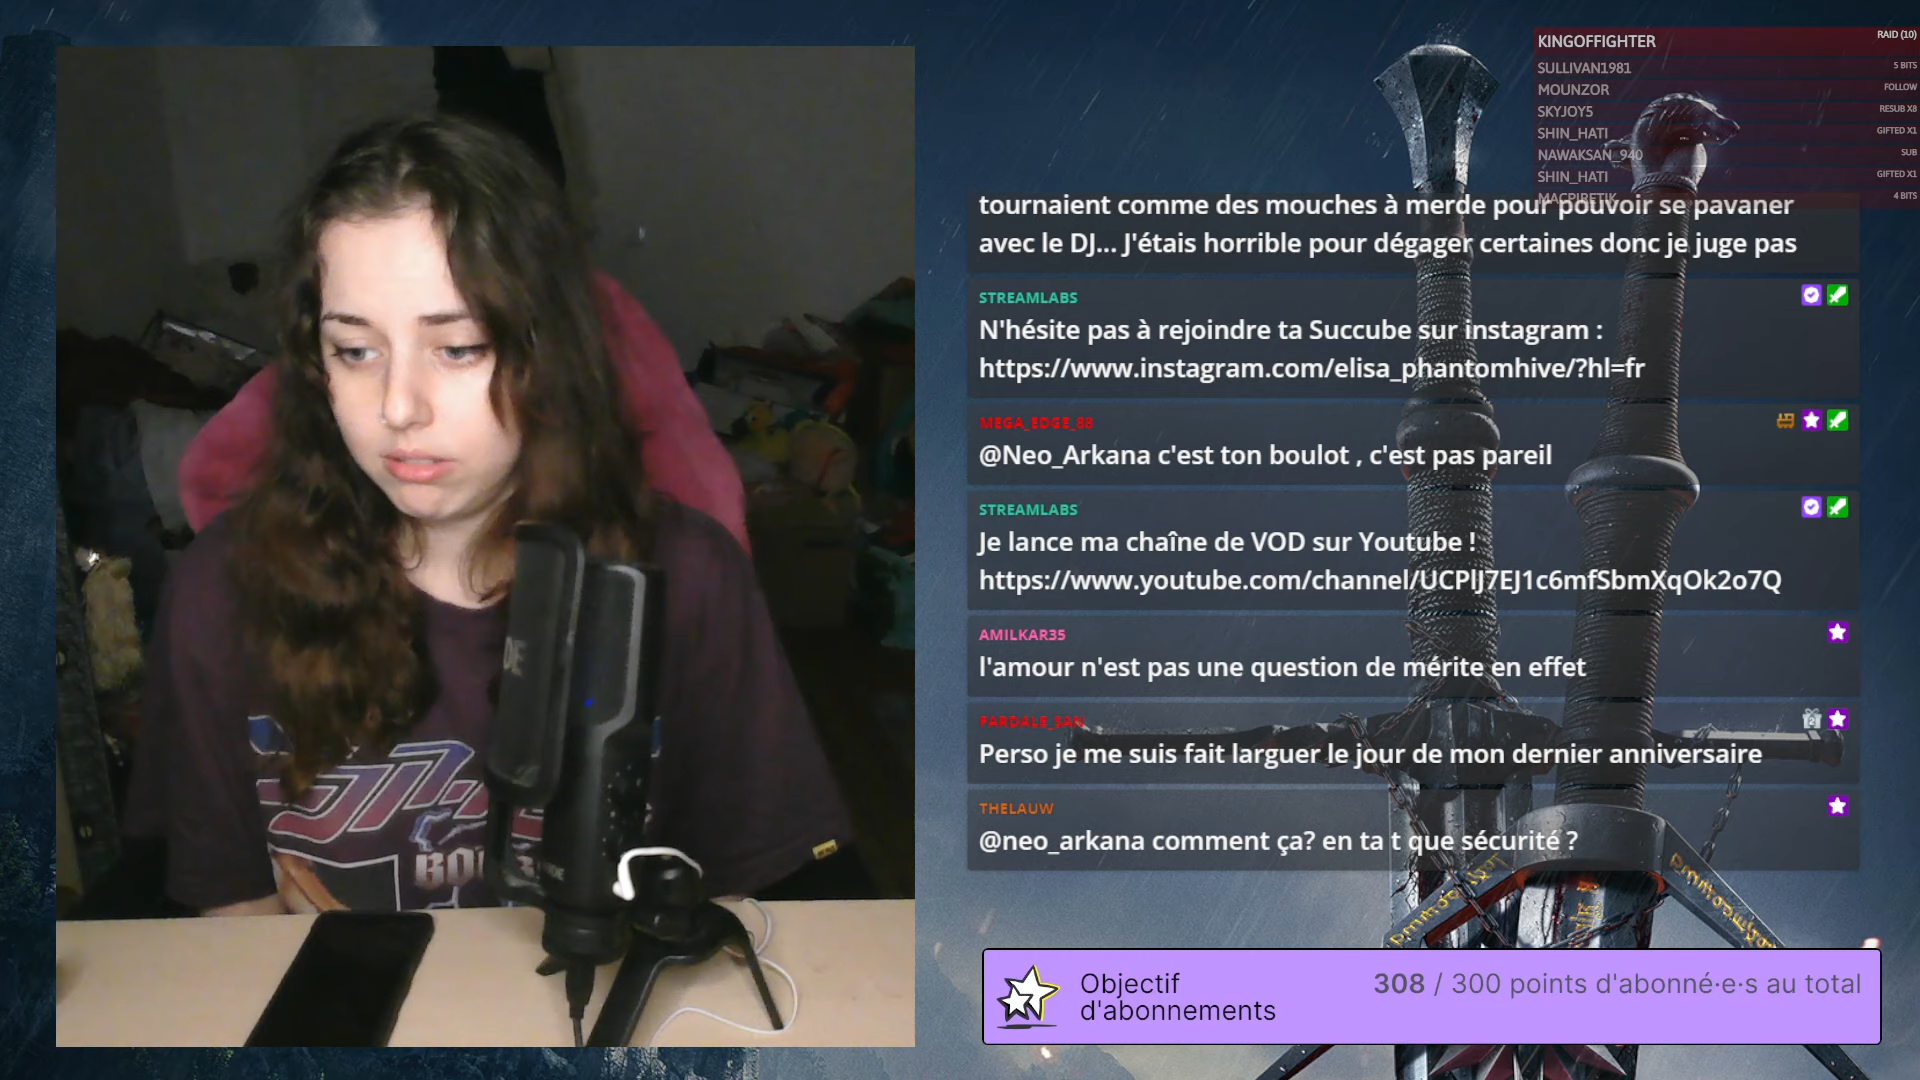 KINGOFFIGHTER RAID (10)
SULLIVAN1981 5 BITS
MOUNZOR FOLLOW
SKYJOY5 RESUB X8
SHIN_HATI GIFTED X1
NAWAKSAN_940 SUB
SHIN_HATI GIFTED X1
MACPIRETIK 4 BITS
tournaient comme des mouches à merde pour pouvoir se pavaner
avec le DJ... J'étais horrible pour dégager certaines donc je juge pas
STREAMLABS
N'hésite pas à rejoindre ta Succube sur instagram :
https://www.instagram.com/elisa_phantomhive/?hl=fr
MEGA_EDGE_88
@Neo_Arkana c'est ton boulot , c'est pas pareil
STREAMLABS
Je lance ma chaîne de VOD sur Youtube !
https://www.youtube.com/channel/UCPlJ7EJ1c6mfSbmXqOk2o7Q
AMILKAR35
l'amour n'est pas une question de mérite en effet
FARDALE_SAN
Perso je me suis fait larguer le jour de mon dernier anniversaire
THELAUW
@neo_arkana comment ça? en ta t que sécurité ?
Objectif
d'abonnements
308 / 300 points d'abonné·e·s au total